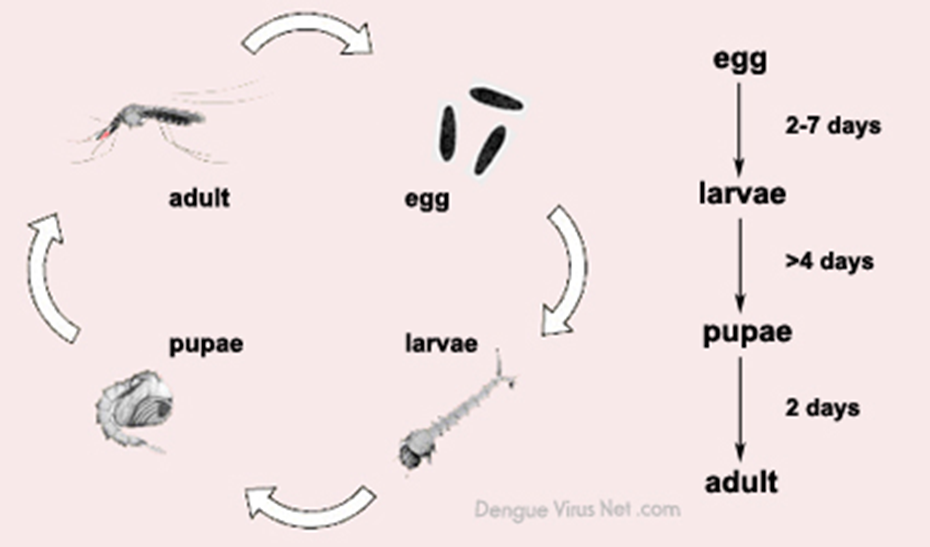 adult
egg
pupae
larvae
egg
2-7 days
larvae
>4 days
pupae
2 days
adult
Dengue Virus Net .com